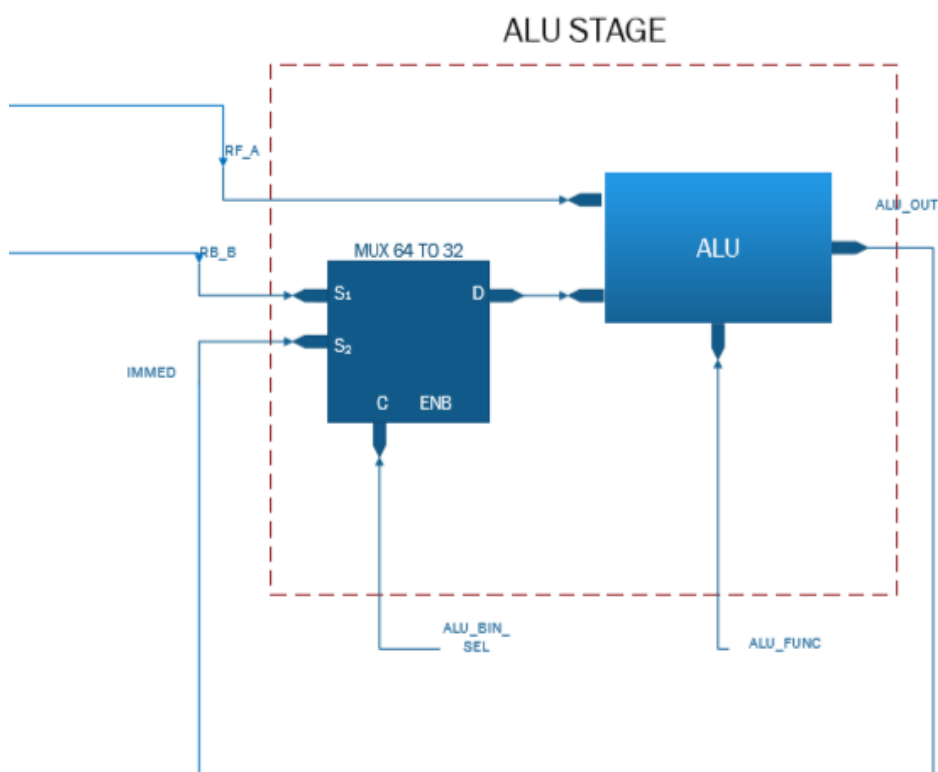 ALU STAGE
RF_A
ALU_OUT
RB_B
MUX 64 TO 32
ALU
S1
D
S2
IMMED
C ENB
ALU_BIN_
SEL
ALU_FUNC